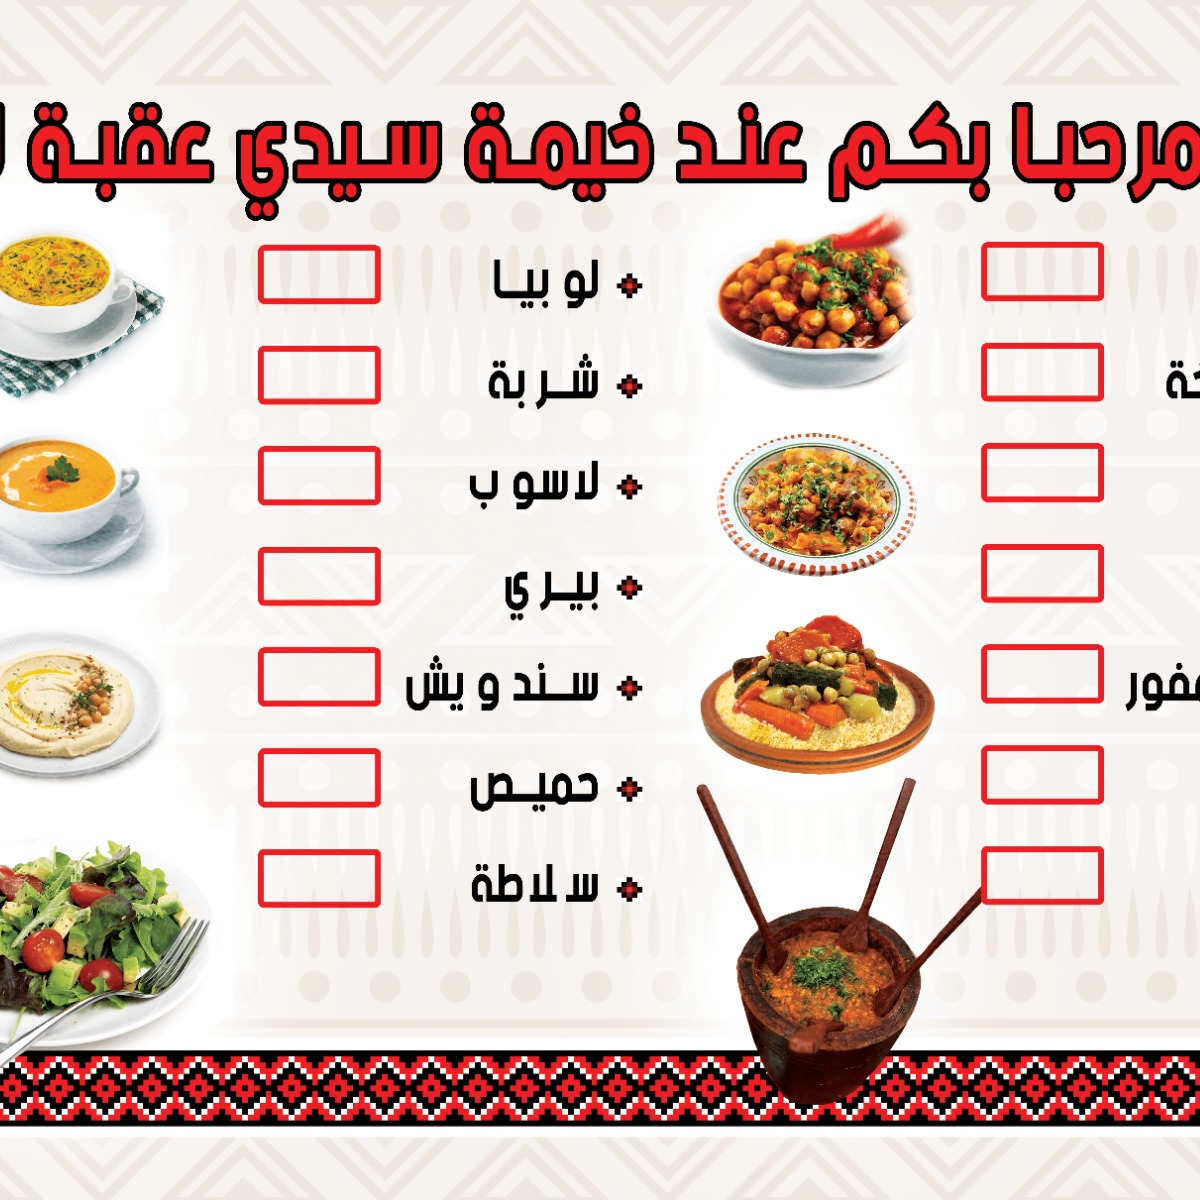 مرحبا بكم عند خيمة سيدي عقبة
لوبيا
شربة
لاسوب
بيري
سندويش
حميص
سلاطة